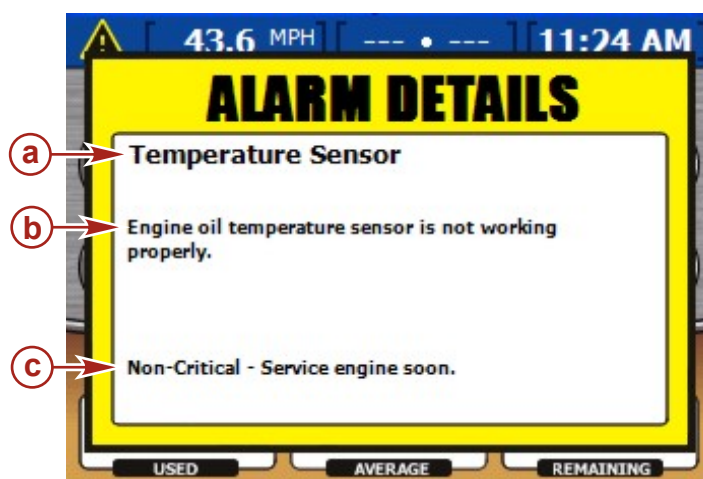 43.6 MPH --- • --- 11:24 AM
ALARM DETAILS
a Temperature Sensor
b Engine oil temperature sensor is not working
properly.
c Non-Critical - Service engine soon.
USED AVERAGE REMAINING